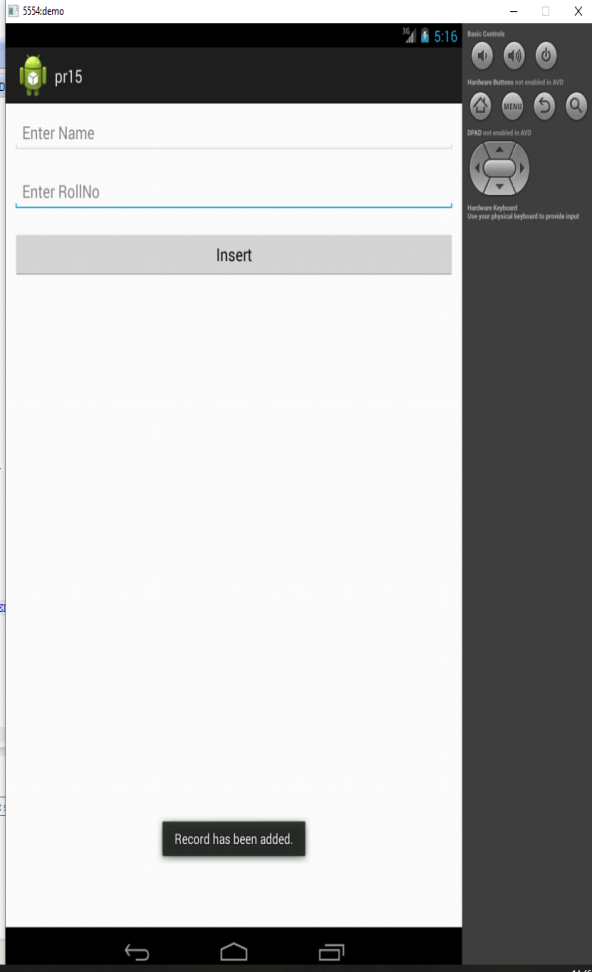 5554:demo
3G 5:16
pr15
Enter Name
Enter RollNo
Insert
Record has been added.
Basic Controls
Hardware Buttons not enabled in AVD
MENU
DPAD not enabled in AVD
Hardware Keyboard
Use your physical keyboard to provide input